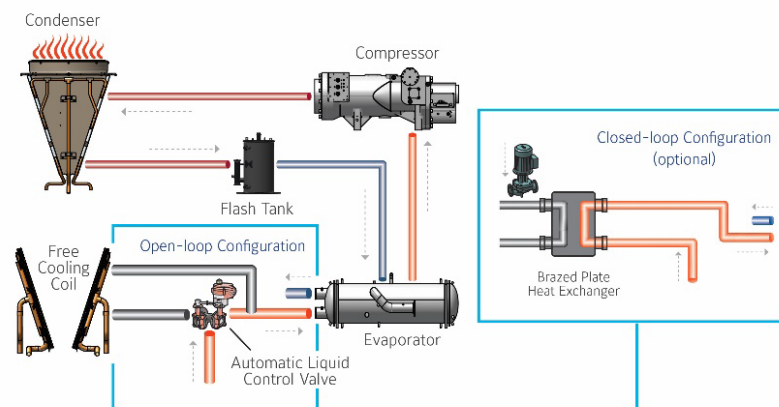 Condenser
Compressor
Closed-loop Configuration
(optional)
Flash Tank
Free
Cooling
Coil
Open-loop Configuration
Brazed Plate
Heat Exchanger
Evaporator
Automatic Liquid
Control Valve